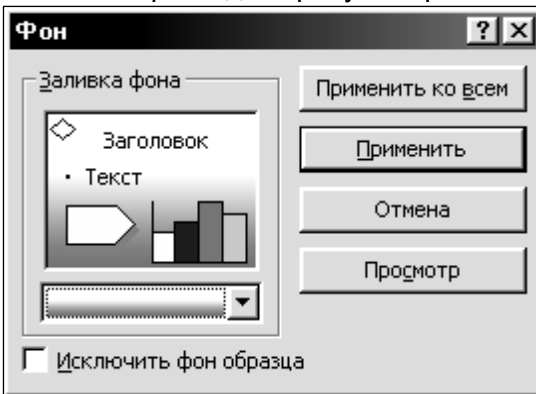 Фон
Заливка фона
Заголовок
· Текст
Применить ко всем
Применить
Отмена
Просмотр
Исключить фон образца